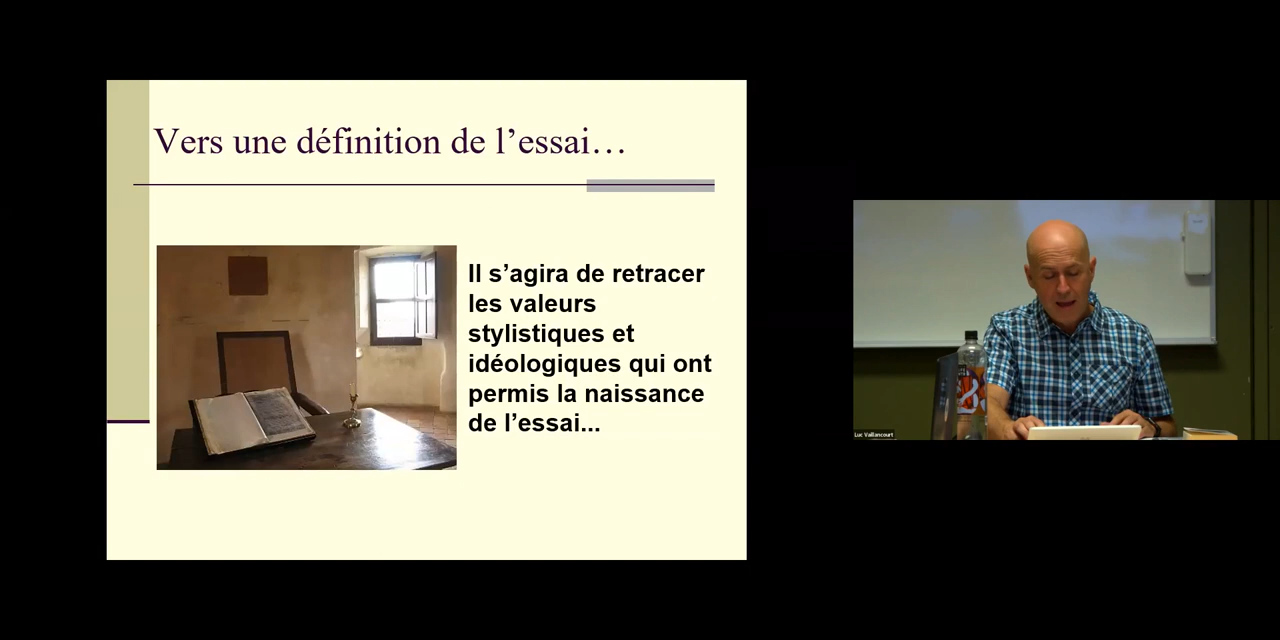 Vers une définition de l’essai…
Il s’agira de retracer
les valeurs
stylistiques et
idéologiques qui ont
permis la naissance
de l’essai...
Luc Vaillancourt